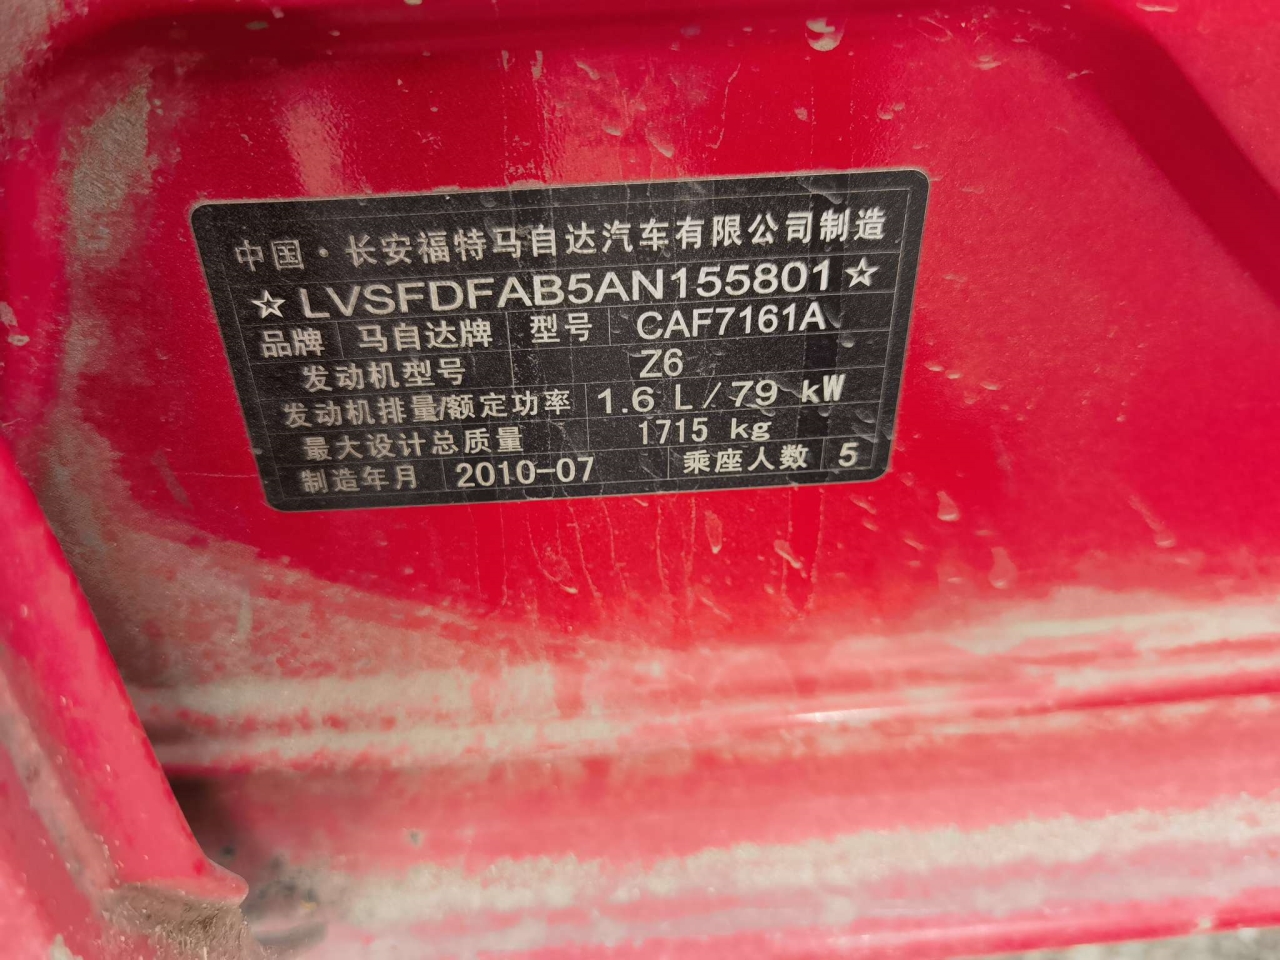 中国·长安福特马自达汽车有限公司制造
☆LVSFDFAB5AN155801☆
品牌 马自达牌 型号 CAF7161A
发动机型号 Z6
发动机排量/额定功率 1.6 L/79 kW
最大设计总质量 1715 kg
制造年月 2010-07 乘座人数 5